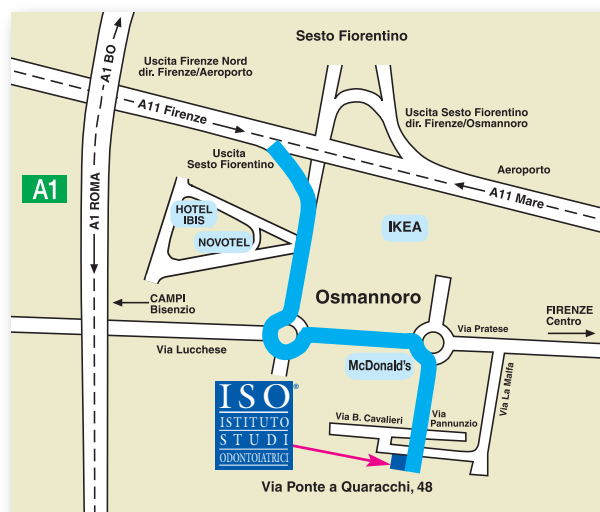 Sesto Fiorentino
A1 BO
Uscita Firenze Nord
dir. Firenze/Aeroporto
A11 Firenze
Uscita Sesto Fiorentino
dir. Firenze/Osmannoro
Uscita
Sesto Fiorentino
Aeroporto
A11 Mare
A1
A1 ROMA
HOTEL
IBIS
NOVOTEL
IKEA
CAMPI
Bisenzio
Osmannoro
FIRENZE
Centro
Via Pratese
Via Lucchese
McDonald's
Via La Malfa
ISO®
ISTITUTO
STUDI
ODONTOIATRICI
Via B. Cavalieri
Via
Pannunzio
Via Ponte a Quaracchi, 48